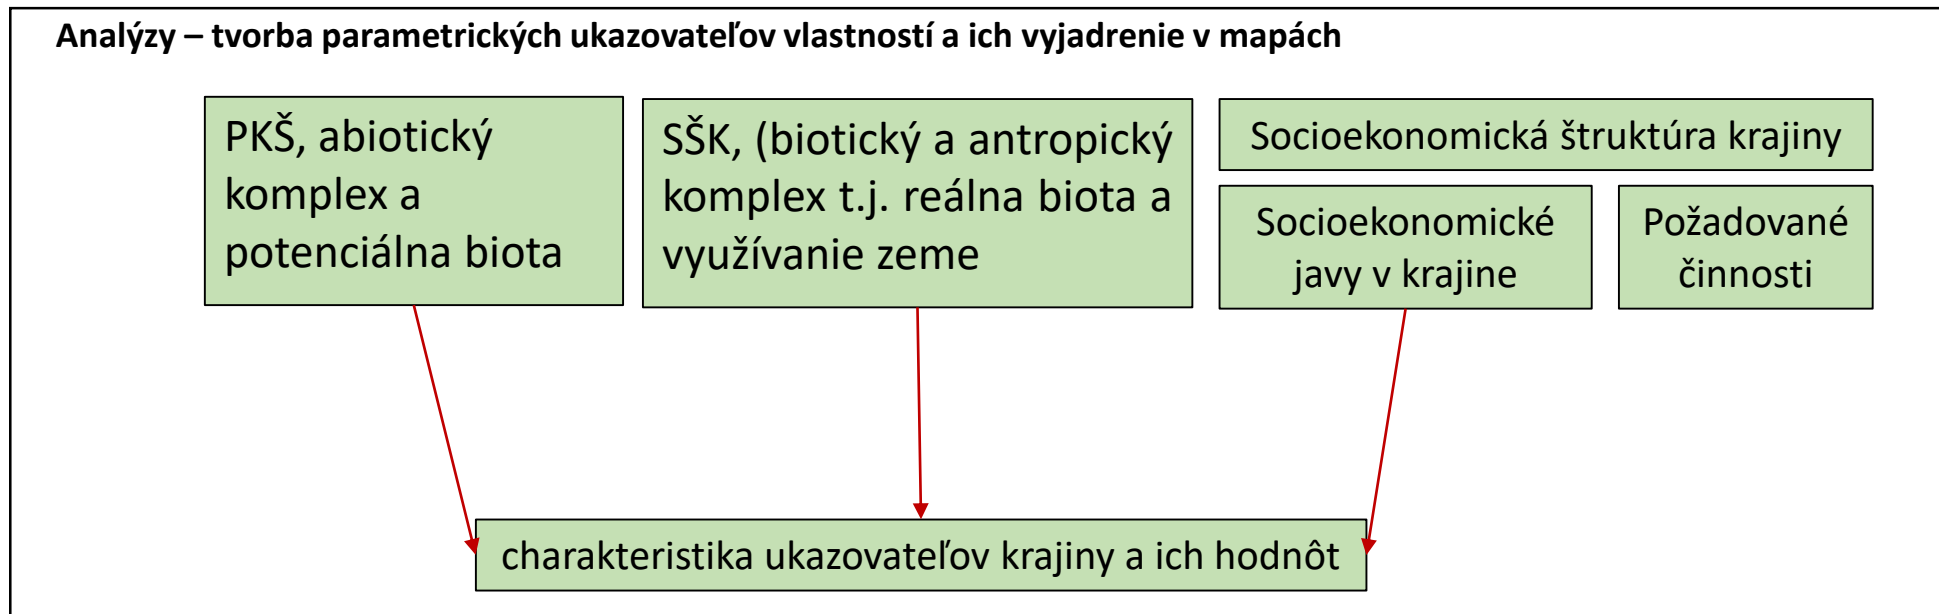 Analýzy – tvorba parametrických ukazovateľov vlastností a ich vyjadrenie v mapách
PKŠ, abiotický
komplex a
potenciálna biota
SŠK, (biotický a antropický
komplex t.j. reálna biota a
využívanie zeme
Socioekonomická štruktúra krajiny
Socioekonomické
javy v krajine
Požadované
činnosti
charakteristika ukazovateľov krajiny a ich hodnôt